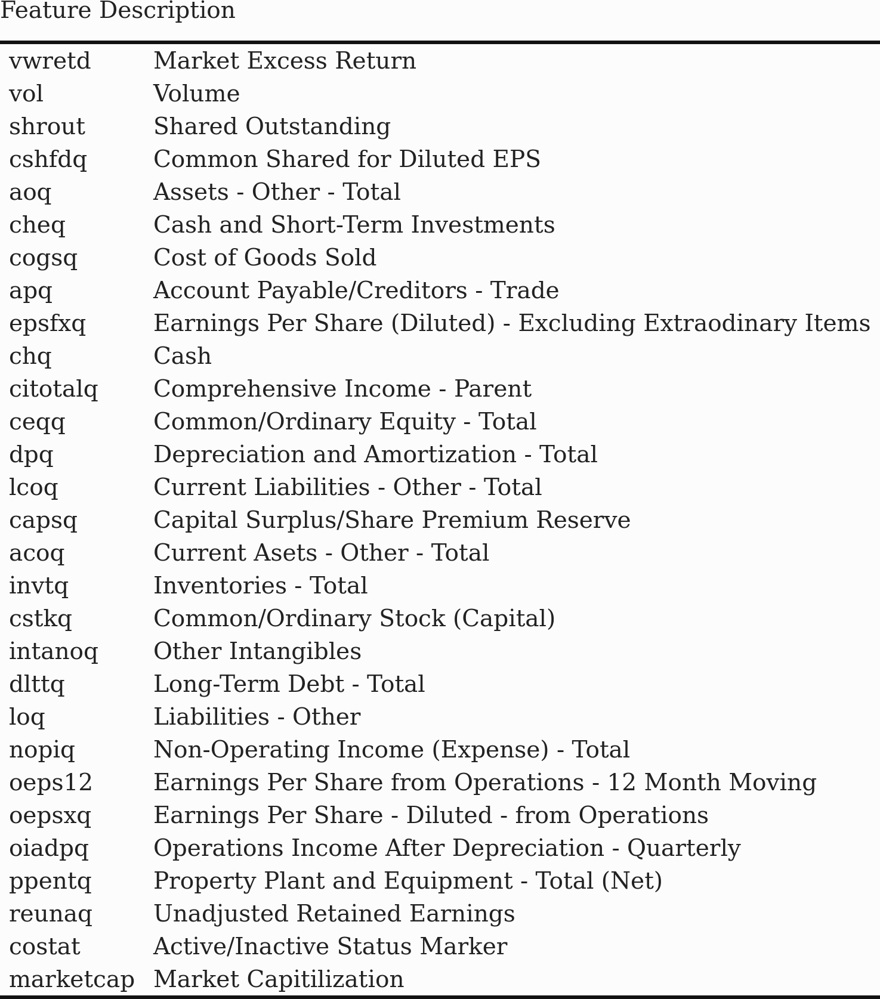 Feature Description
vwretd Market Excess Return
vol Volume
shrout Shared Outstanding
cshfdq Common Shared for Diluted EPS
aoq Assets - Other - Total
cheq Cash and Short-Term Investments
cogsq Cost of Goods Sold
apq Account Payable/Creditors - Trade
epsfxq Earnings Per Share (Diluted) - Excluding Extraodinary Items
chq Cash
citotalq Comprehensive Income - Parent
ceqq Common/Ordinary Equity - Total
dpq Depreciation and Amortization - Total
lcoq Current Liabilities - Other - Total
capsq Capital Surplus/Share Premium Reserve
acoq Current Asets - Other - Total
invtq Inventories - Total
cstkq Common/Ordinary Stock (Capital)
intanoq Other Intangibles
dlttq Long-Term Debt - Total
loq Liabilities - Other
nopiq Non-Operating Income (Expense) - Total
oeps12 Earnings Per Share from Operations - 12 Month Moving
oepsxq Earnings Per Share - Diluted - from Operations
oiadpq Operations Income After Depreciation - Quarterly
ppentq Property Plant and Equipment - Total (Net)
reunaq Unadjusted Retained Earnings
costat Active/Inactive Status Marker
marketcap Market Capitilization